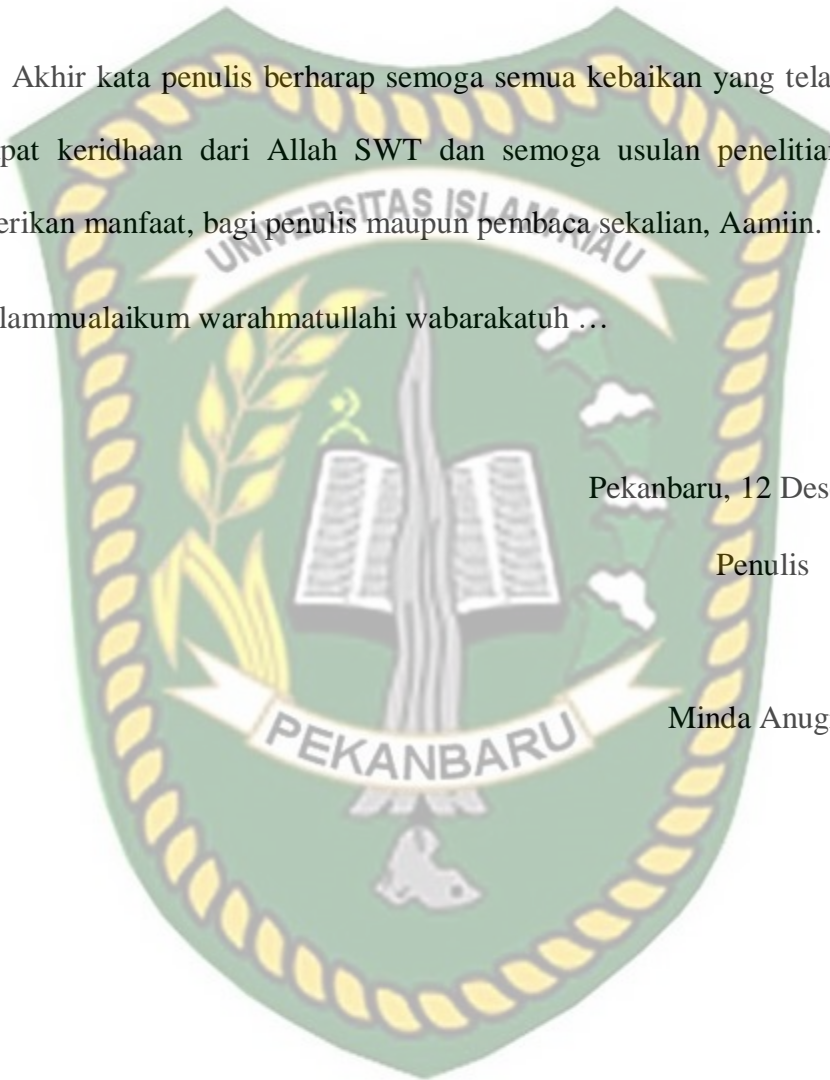 Akhir kata penulis berharap semoga semua kebaikan yang tela
pat keridhaan dari Allah SWT dan semoga usulan penelitian
erikan manfaat, bagi penulis maupun pembaca sekalian, Aamiin.
UNIVERSITAS ISLAM RIAU
lammualaikum warahmatullahi wabarakatuh …
Pekanbaru, 12 Des
Penulis
Minda Anug
PEKANBARU